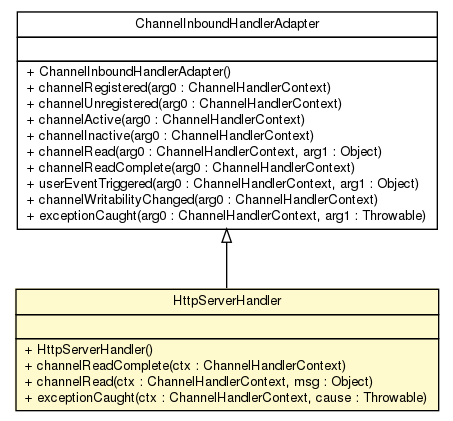 ChannelInboundHandlerAdapter
+ ChannelInboundHandlerAdapter()
+ channelRegistered(arg0 : ChannelHandlerContext)
+ channelUnregistered(arg0 : ChannelHandlerContext)
+ channelActive(arg0 : ChannelHandlerContext)
+ channelInactive(arg0 : ChannelHandlerContext)
+ channelRead(arg0 : ChannelHandlerContext, arg1 : Object)
+ channelReadComplete(arg0 : ChannelHandlerContext)
+ userEventTriggered(arg0 : ChannelHandlerContext, arg1 : Object)
+ channelWritabilityChanged(arg0 : ChannelHandlerContext)
+ exceptionCaught(arg0 : ChannelHandlerContext, arg1 : Throwable)
HttpServerHandler
+ HttpServerHandler()
+ channelReadComplete(ctx : ChannelHandlerContext)
+ channelRead(ctx : ChannelHandlerContext, msg : Object)
+ exceptionCaught(ctx : ChannelHandlerContext, cause : Throwable)